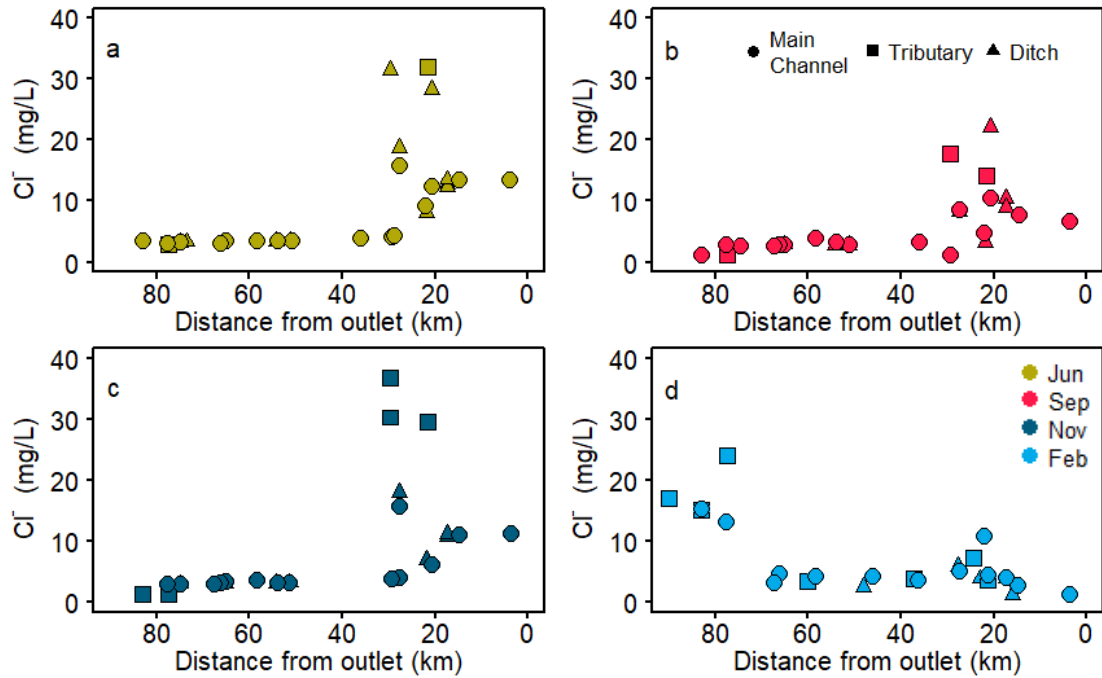 40
30
20
10
0
Cl⁻ (mg/L)
a
80 60 40 20 0
Distance from outlet (km)
40
30
20
10
0
Cl⁻ (mg/L)
b
Main
Channel
Tributary
Ditch
80 60 40 20 0
Distance from outlet (km)
40
30
20
10
0
Cl⁻ (mg/L)
c
80 60 40 20 0
Distance from outlet (km)
40
30
20
10
0
Cl⁻ (mg/L)
d
Jun
Sep
Nov
Feb
80 60 40 20 0
Distance from outlet (km)